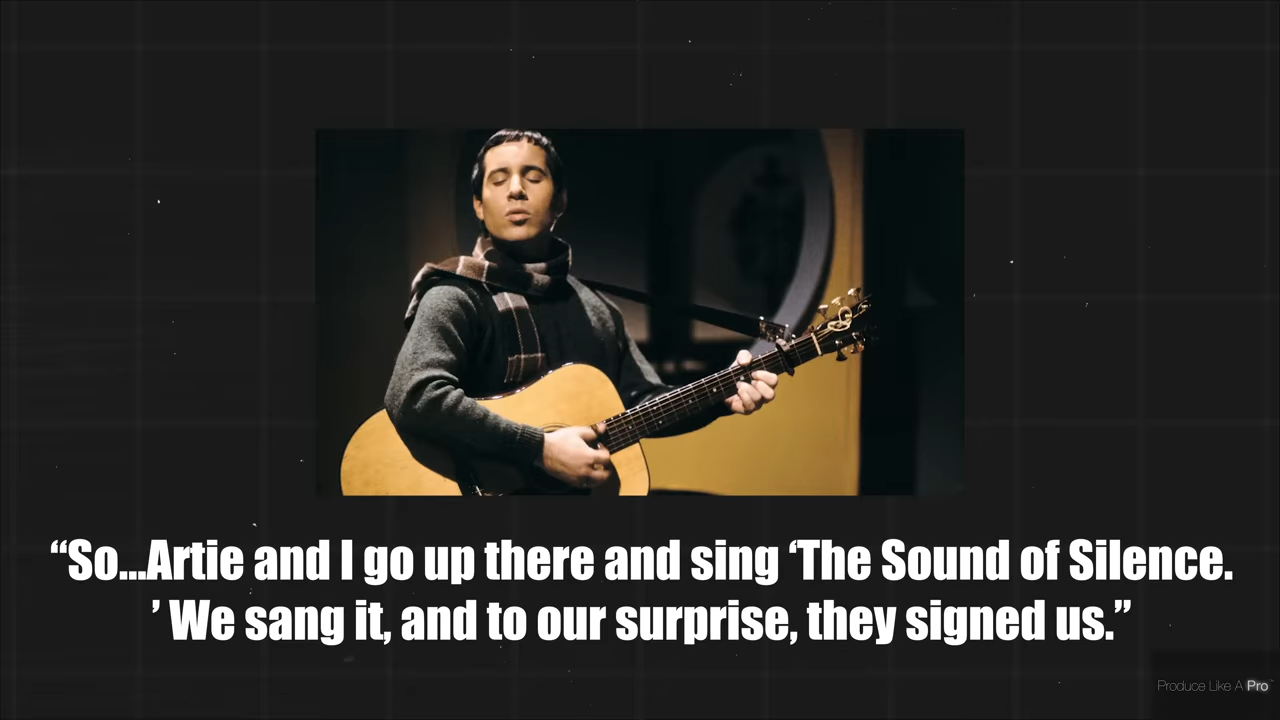 “So...Artie and I go up there and sing ‘The Sound of Silence.
’ We sang it, and to our surprise, they signed us.”
Produce Like A Pro